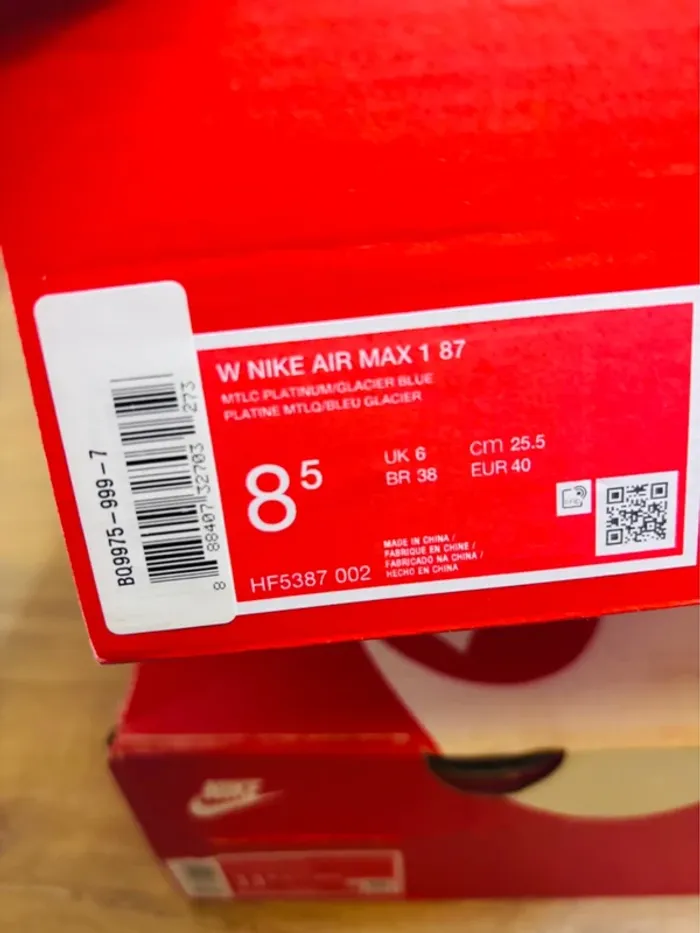 W NIKE AIR MAX 1 87
MTLC PLATINUM/GLACIER BLUE
PLATINE MTLQ/BLEU GLACIER
8 5
UK 6
CM 25.5
BR 38
EUR 40
HF5387 002
MADE IN CHINA /
FABRIQUE EN CHINE /
FABRICADO NA CHINA /
HECHO EN CHINA
BQ9975-999-7
8 88407 32703 273
NIKE